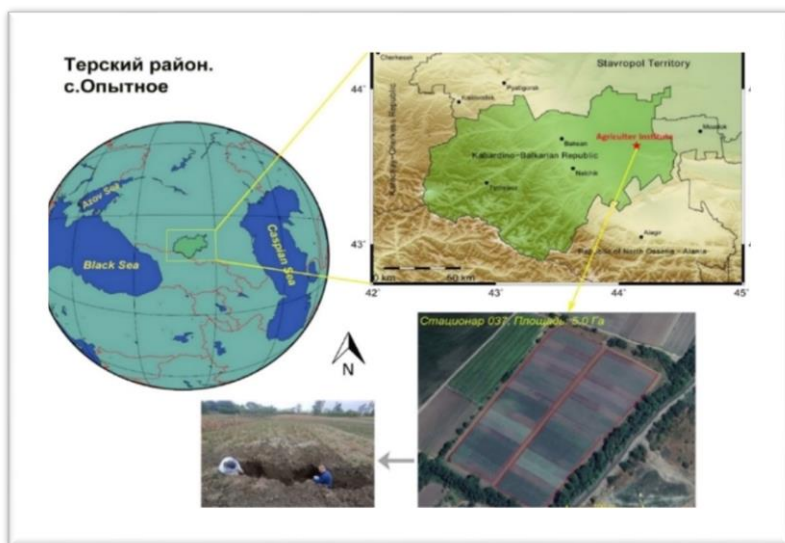 Терский район.
с.Опытное
Azov Sea
Black Sea
Caspian Sea
N
Cherkessk
Stavropol Territory
44°
Pyatigorsk
Kislovodsk
Mozdok
Agriculter Institute
Baksan
Kabardino-Balkarian Republic
Nalchik
Tyrnyauz
43°
Alagir
Republic of North Ossetia - Alania
0 km
50 km
42°
43°
44°
45°
Стационар 037. Площадь: 5.0 Га